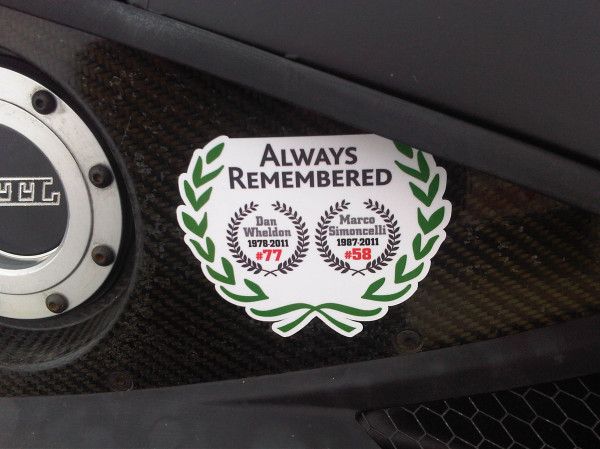 ALWAYS
REMEMBERED
Dan
Wheldon
1978-2011
#77
Marco
Simoncelli
1987-2011
#58